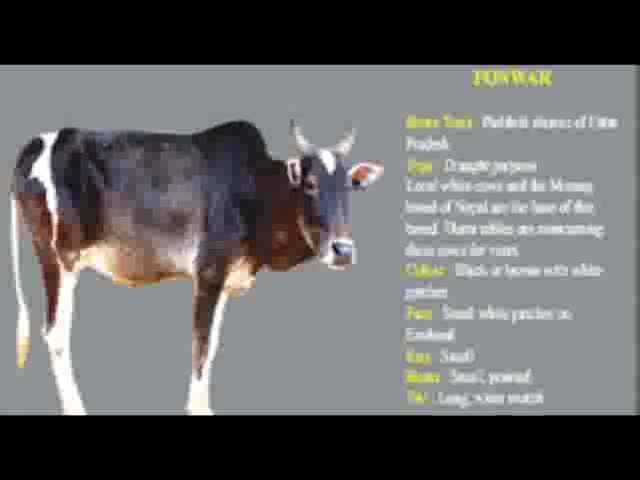 PONWAR
Home Tract : Pilibhit district of Uttar
Pradesh
Type : Draught purpose
Local white cows and the Morang
breed of Nepal are the base of this
breed. Tharu tribes are maintaining
these cows for years.
Colour : Black or brown with white
patches
Face : Small white patches on
Forehead
Ears : Small
Horns : Small, pointed
Tail : Long, white switch